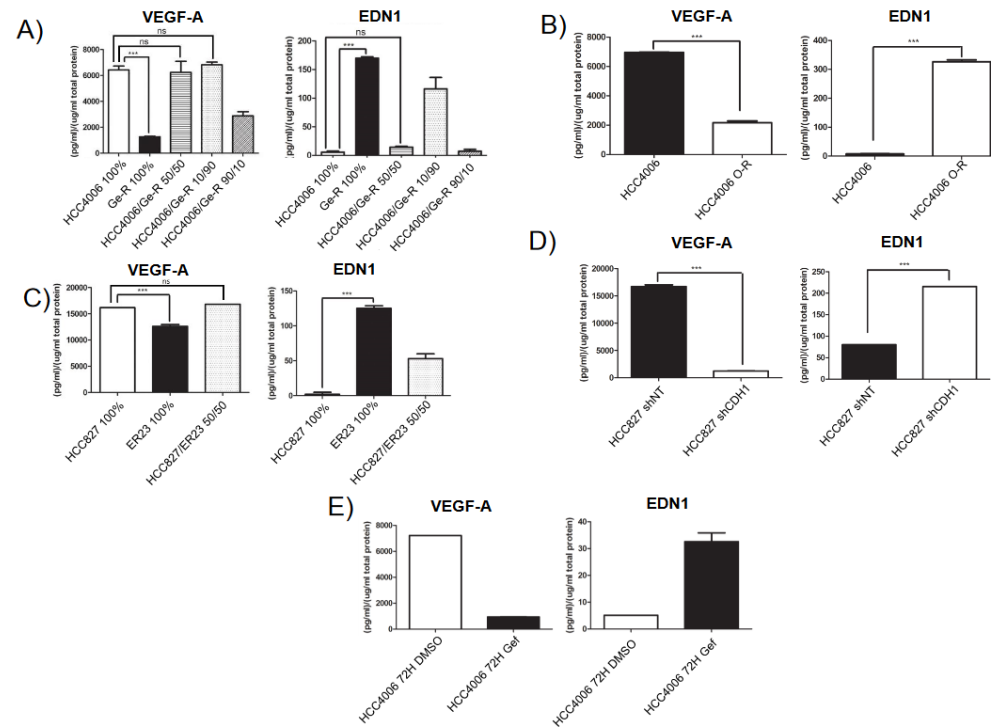 A)
VEGF-A
(pg/ml)/(ug/ml total protein)
8000
6000
4000
2000
0
ns
ns
***
HCC4006 100%
Ge-R 100%
HCC4006/Ge-R 50/50
HCC4006/Ge-R 10/90
HCC4006/Ge-R 90/10
EDN1
(pg/ml)/(ug/ml total protein)
200
150
100
50
0
ns
***
HCC4006 100%
Ge-R 100%
HCC4006/Ge-R 50/50
HCC4006/Ge-R 10/90
HCC4006/Ge-R 90/10
B)
VEGF-A
(pg/ml)/(ug/ml total protein)
8000
6000
4000
2000
0
***
HCC4006
HCC4006 O-R
EDN1
(pg/ml)/(ug/ml total protein)
400
300
200
100
0
***
HCC4006
HCC4006 O-R
C)
VEGF-A
(pg/ml)/(ug/ml total protein)
20000
15000
10000
5000
0
ns
***
HCC827 100%
ER23 100%
HCC827/ER23 50/50
EDN1
(pg/ml)/(ug/ml total protein)
150
100
50
0
***
HCC827 100%
ER23 100%
HCC827/ER23 50/50
D)
VEGF-A
(pg/ml)/(ug/ml total protein)
20000
15000
10000
5000
0
***
HCC827 shNT
HCC827 shCDH1
EDN1
(pg/ml)/(ug/ml total protein)
250
200
150
100
50
0
***
HCC827 shNT
HCC827 shCDH1
E)
VEGF-A
(pg/ml)/(ug/ml total protein)
8000
6000
4000
2000
0
HCC4006 72H DMSO
HCC4006 72H Gef
EDN1
(pg/ml)/(ug/ml total protein)
40
30
20
10
0
HCC4006 72H DMSO
HCC4006 72H Gef